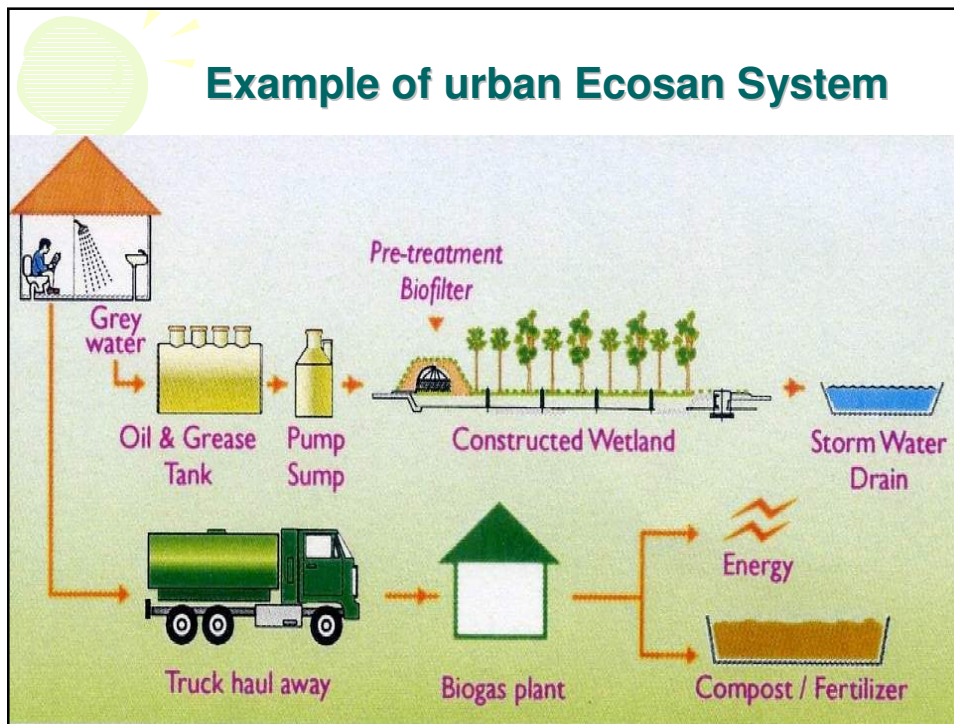 Example of urban Ecosan System
Pre-treatment
Biofilter
Grey
water
Oil & Grease
Tank
Pump
Sump
Constructed Wetland
Storm Water
Drain
Energy
Truck haul away
Biogas plant
Compost / Fertilizer